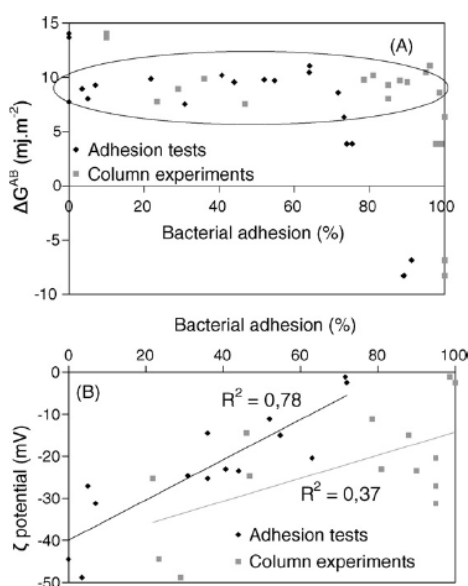 15
(A)
10
5
0
-5
-10
ΔG^AB (mj.m⁻²)
Adhesion tests
Column experiments
0 20 40 60 80 100
Bacterial adhesion (%)
Bacterial adhesion (%)
0 20 40 60 80 100
0
(B)
-10
-20
-30
-40
-50
ζ potential (mV)
R² = 0,78
R² = 0,37
Adhesion tests
Column experiments